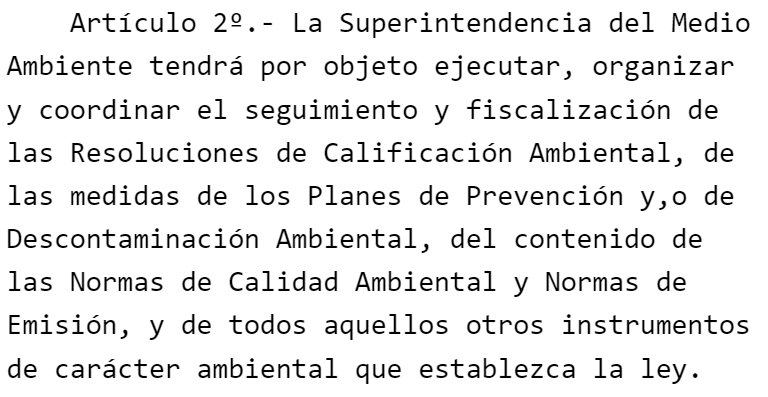 Artículo 2º.- La Superintendencia del Medio
Ambiente tendrá por objeto ejecutar, organizar
y coordinar el seguimiento y fiscalización de
las Resoluciones de Calificación Ambiental, de
las medidas de los Planes de Prevención y,o de
Descontaminación Ambiental, del contenido de
las Normas de Calidad Ambiental y Normas de
Emisión, y de todos aquellos otros instrumentos
de carácter ambiental que establezca la ley.